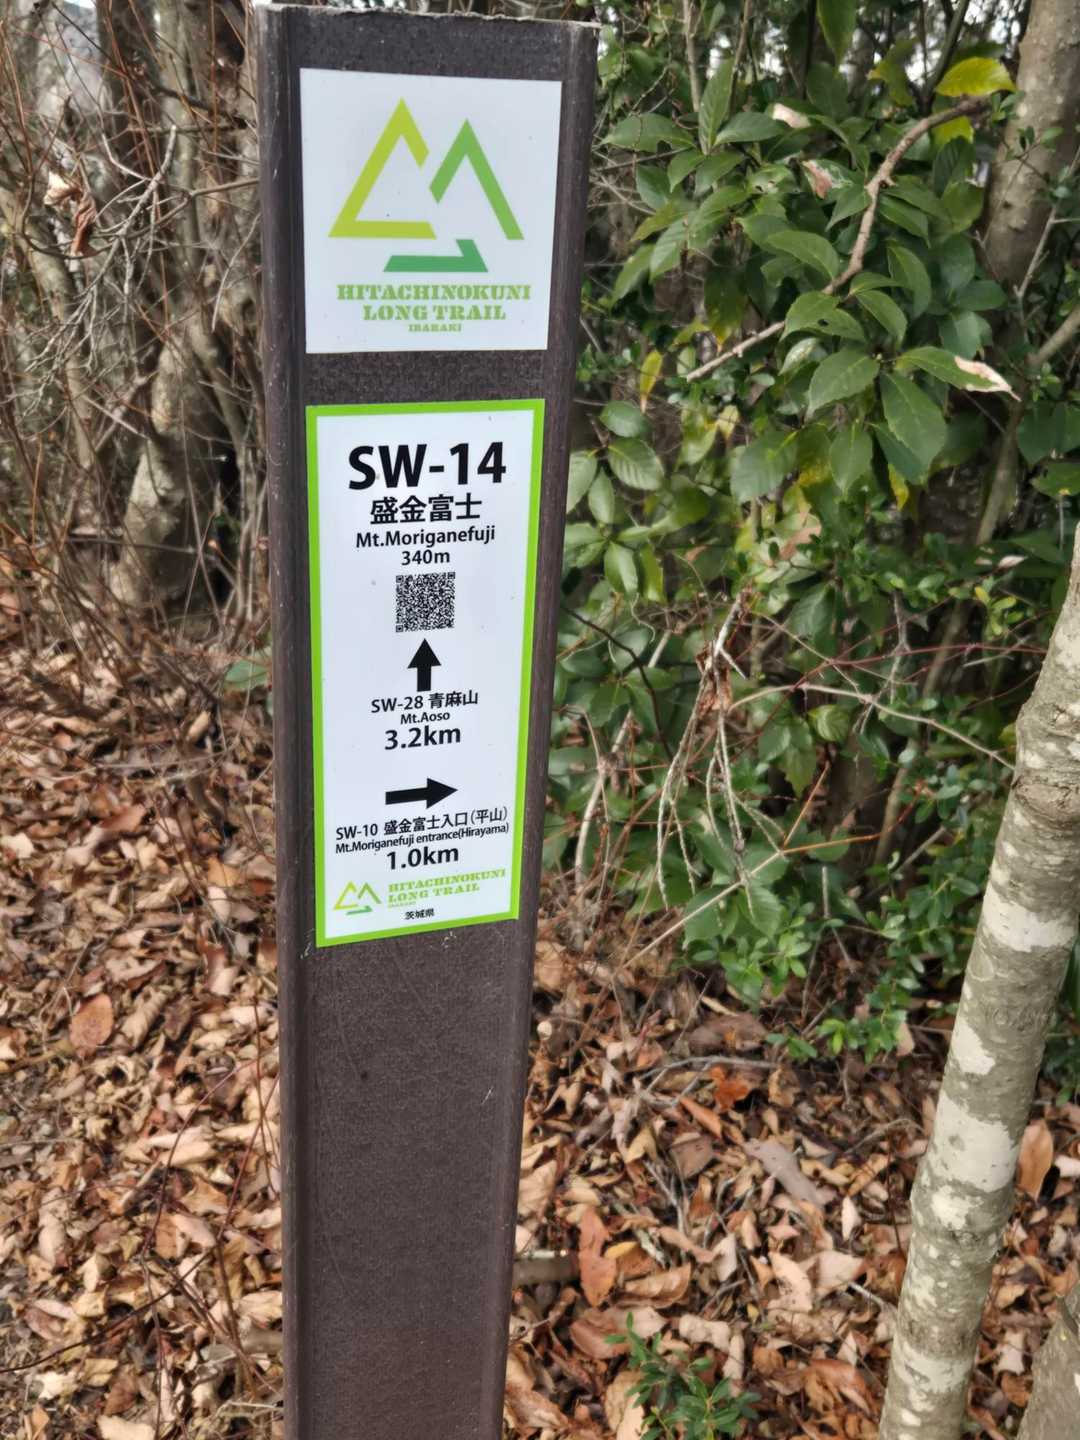 HITACHINOKUNI
LONG TRAIL
IBARAKI
SW-14
盛金富士
Mt.Moriganefuji
340m
SW-28 青麻山
Mt.Aoso
3.2km
SW-10 盛金富士入口(平山)
Mt.Moriganefuji entrance(Hirayama)
1.0km
HITACHINOKUNI
LONG TRAIL
IBARAKI
茨城県